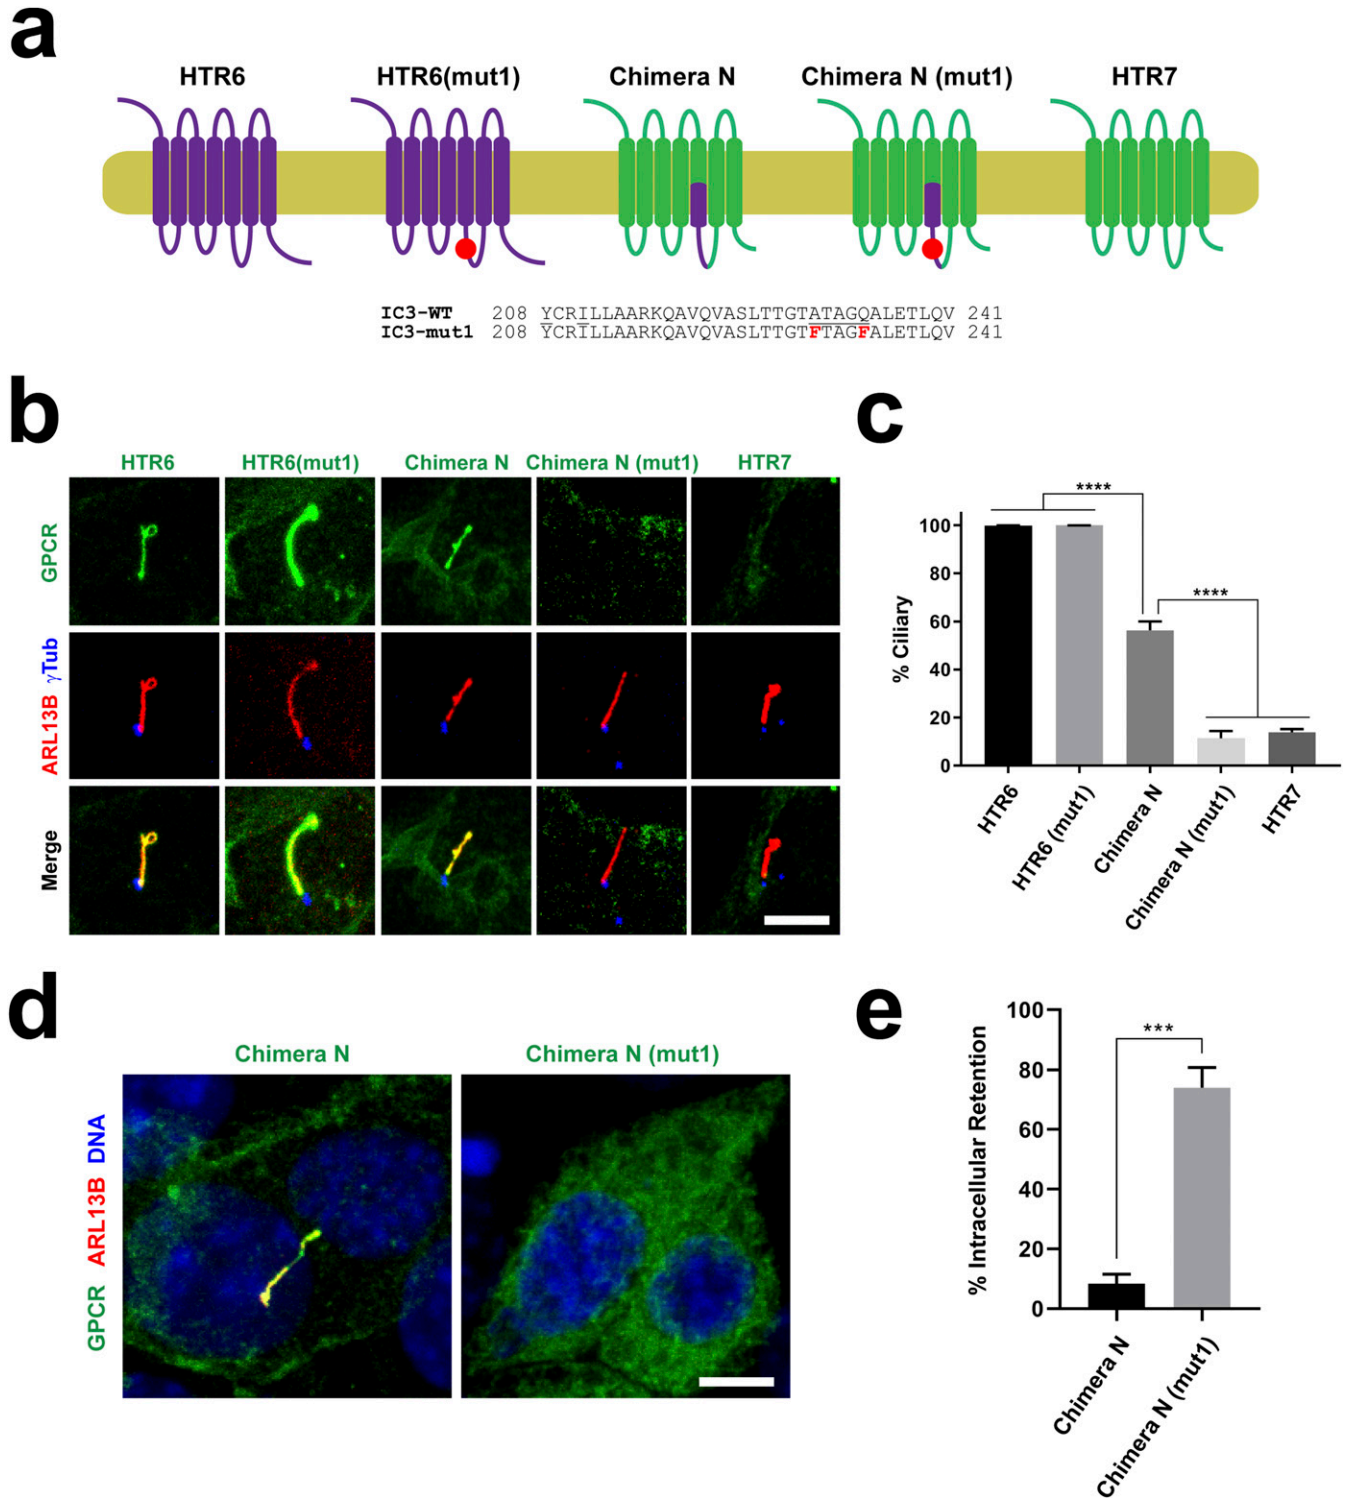 a
HTR6 HTR6(mut1) Chimera N Chimera N (mut1) HTR7
IC3-WT 208 YCRILLAARKQAVQVASLTTGTATAGQALETLQV 241
IC3-mut1 208 YCRILLAARKQAVQVASLTTGTFTAGFALETLQV 241
b
HTR6 HTR6(mut1) Chimera N Chimera N (mut1) HTR7
GPCR
ARL13B γTub
Merge
c
% Ciliary
100
80
60
40
20
0
****
****
HTR6
HTR6 (mut1)
Chimera N
Chimera N (mut1)
HTR7
d
Chimera N Chimera N (mut1)
GPCR ARL13B DNA
e
% Intracellular Retention
100
80
60
40
20
0
***
Chimera N
Chimera N (mut1)